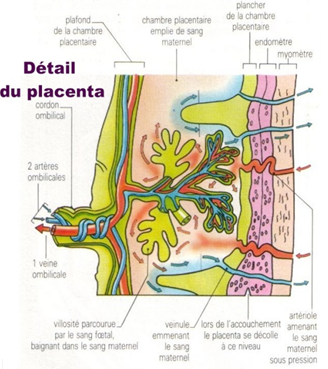 plafond
de la chambre
placentaire
chambre placentaire
emplie de sang
maternel
plancher
de la chambre
placentaire
endomètre
myomètre
Détail
du placenta
cordon
ombilical
2 artères
ombilicales
1 veine
ombilicale
villosité parcourue
par le sang fœtal,
baignant dans le sang maternel
veinule
emmenant
le sang
maternel
lors de l'accouchement
le placenta se décolle
à ce niveau
artériole
amenant
le sang
maternel
sous pression